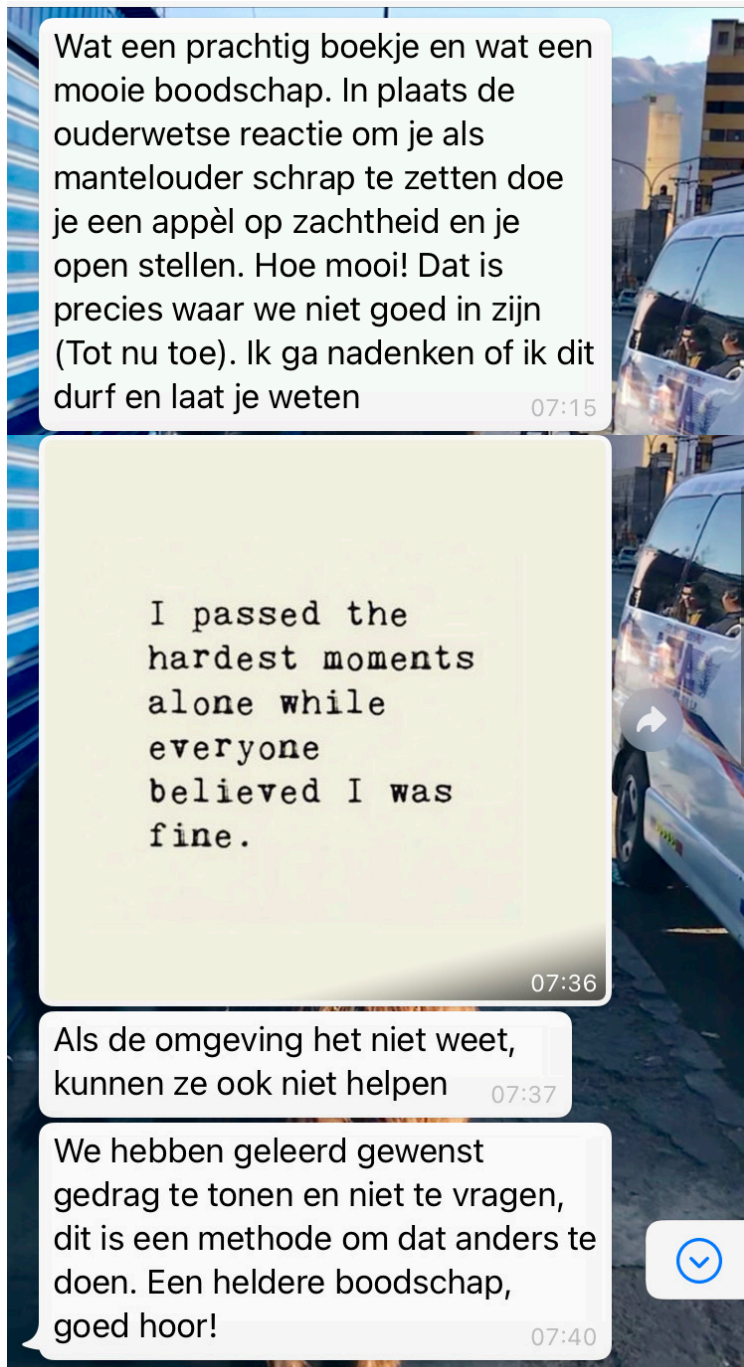 Wat een prachtig boekje en wat een
mooie boodschap. In plaats de
ouderwetse reactie om je als
mantelouder schrap te zetten doe
je een appèl op zachtheid en je
open stellen. Hoe mooi! Dat is
precies waar we niet goed in zijn
(Tot nu toe). Ik ga nadenken of ik dit
durf en laat je weten
07:15
I passed the
hardest moments
alone while
everyone
believed I was
fine.
07:36
Als de omgeving het niet weet,
kunnen ze ook niet helpen
07:37
We hebben geleerd gewenst
gedrag te tonen en niet te vragen,
dit is een methode om dat anders te
doen. Een heldere boodschap,
goed hoor!
07:40